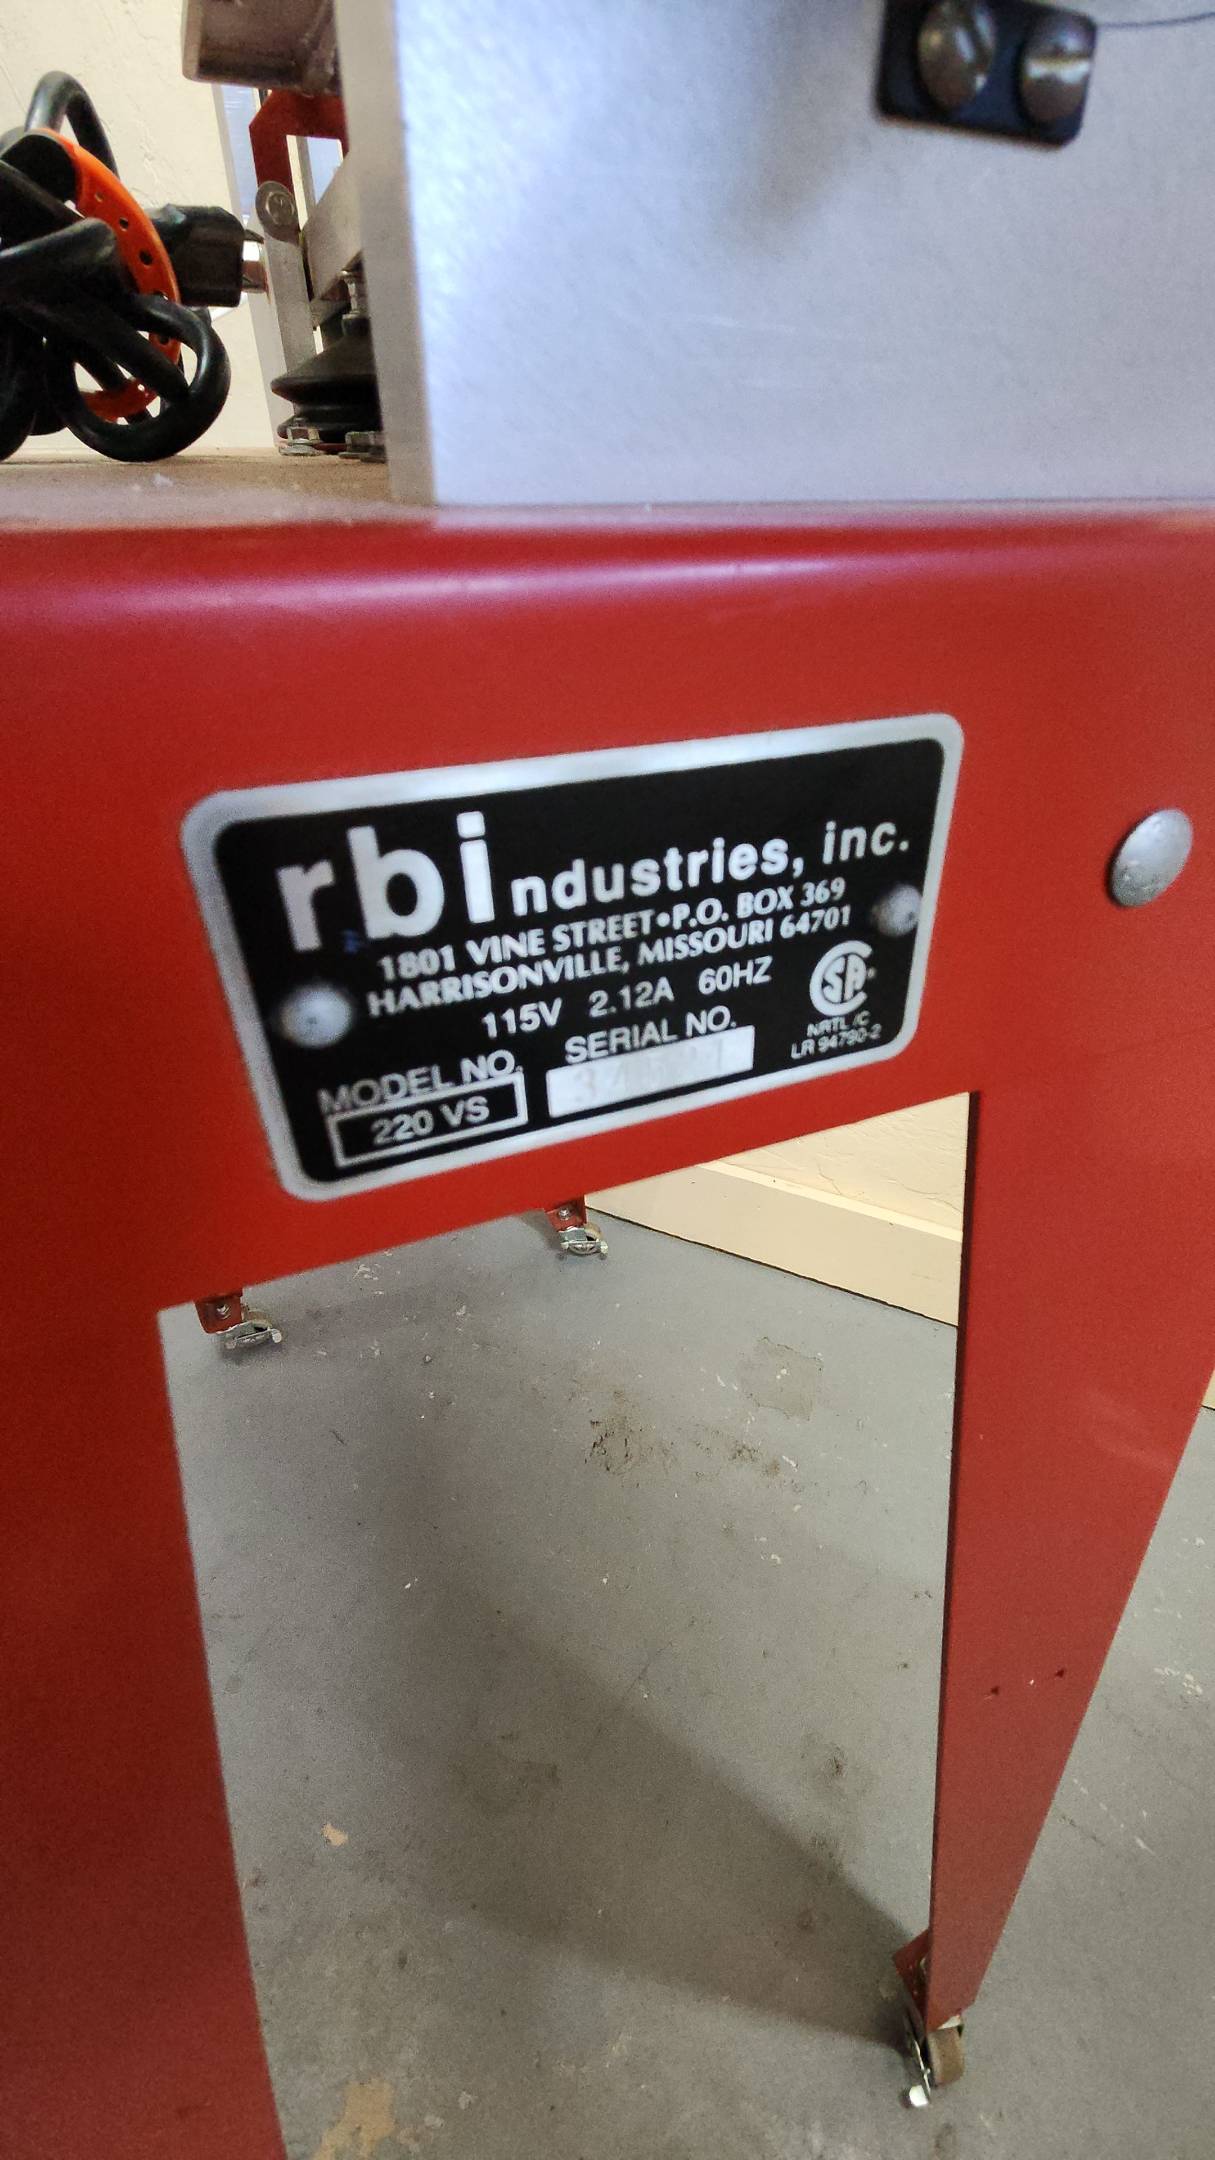 rbIndustries, inc.
1801 VINE STREET•P.O. BOX 369
HARRISONVILLE, MISSOURI 64701
115V 2.12A 60HZ
CSA
NRTL/C
LR 94790-2
MODEL NO. SERIAL NO.
220 VS